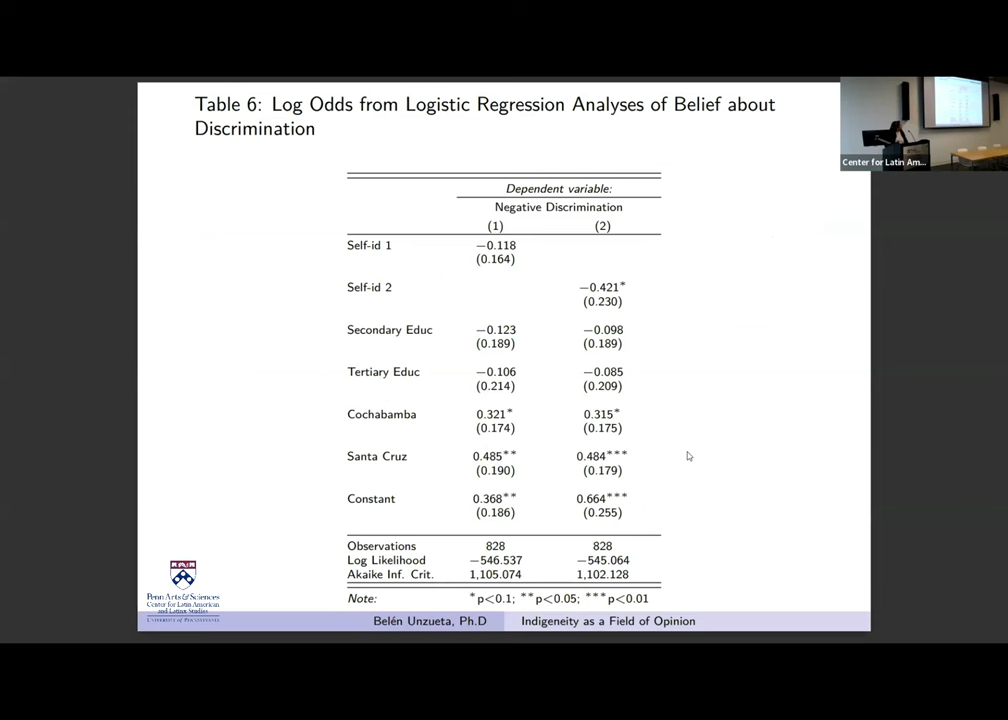 Table 6: Log Odds from Logistic Regression Analyses of Belief about
Discrimination
Center for Latin Am...
Dependent variable:
Negative Discrimination
(1) (2)
Self-id 1 −0.118
(0.164)
Self-id 2 −0.421*
(0.230)
Secondary Educ −0.123 −0.098
(0.189) (0.189)
Tertiary Educ −0.106 −0.085
(0.214) (0.209)
Cochabamba 0.321* 0.315*
(0.174) (0.175)
Santa Cruz 0.485** 0.484***
(0.190) (0.179)
Constant 0.368** 0.664***
(0.186) (0.255)
Observations 828 828
Log Likelihood −546.537 −545.064
Akaike Inf. Crit. 1,105.074 1,102.128
Note: *p<0.1; **p<0.05; ***p<0.01
Penn Arts & Sciences
Center for Latin American
and Latinx Studies
UNIVERSITY OF PENNSYLVANIA
Belén Unzueta, Ph.D Indigeneity as a Field of Opinion